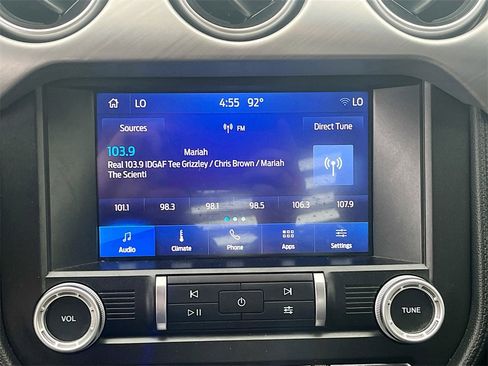 LO 4:55 92° LO
Sources FM Direct Tune
103.9 Mariah
Real 103.9 IDGAF Tee Grizzley / Chris Brown / Mariah
The Scienti
101.1 98.3 98.1 98.5 106.3 107.9
Audio Climate Phone Apps Settings
VOL TUNE